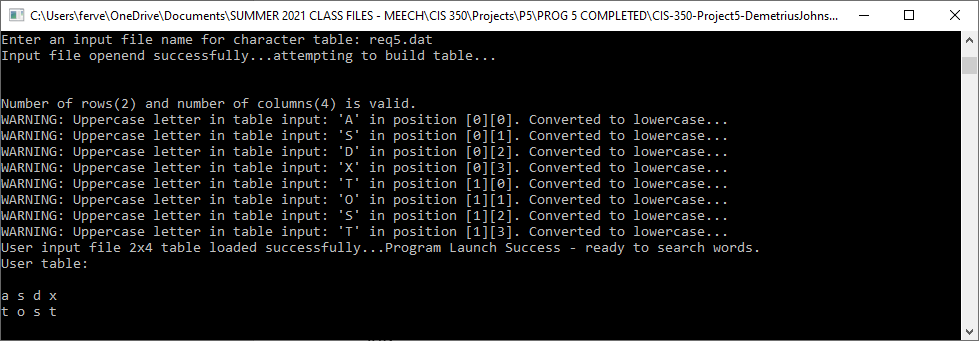 C:\Users\ferve\OneDrive\Documents\SUMMER 2021 CLASS FILES - MEECH\CIS 350\Projects\P5\PROG 5 COMPLETED\CIS-350-Project5-DemetriusJohns...
Enter an input file name for character table: req5.dat
Input file openend successfully...attempting to build table...
Number of rows(2) and number of columns(4) is valid.
WARNING: Uppercase letter in table input: 'A' in position [0][0]. Converted to lowercase...
WARNING: Uppercase letter in table input: 'S' in position [0][1]. Converted to lowercase...
WARNING: Uppercase letter in table input: 'D' in position [0][2]. Converted to lowercase...
WARNING: Uppercase letter in table input: 'X' in position [0][3]. Converted to lowercase...
WARNING: Uppercase letter in table input: 'T' in position [1][0]. Converted to lowercase...
WARNING: Uppercase letter in table input: 'O' in position [1][1]. Converted to lowercase...
WARNING: Uppercase letter in table input: 'S' in position [1][2]. Converted to lowercase...
WARNING: Uppercase letter in table input: 'T' in position [1][3]. Converted to lowercase...
User input file 2x4 table loaded successfully...Program Launch Success - ready to search words.
User table:
a s d x
t o s t